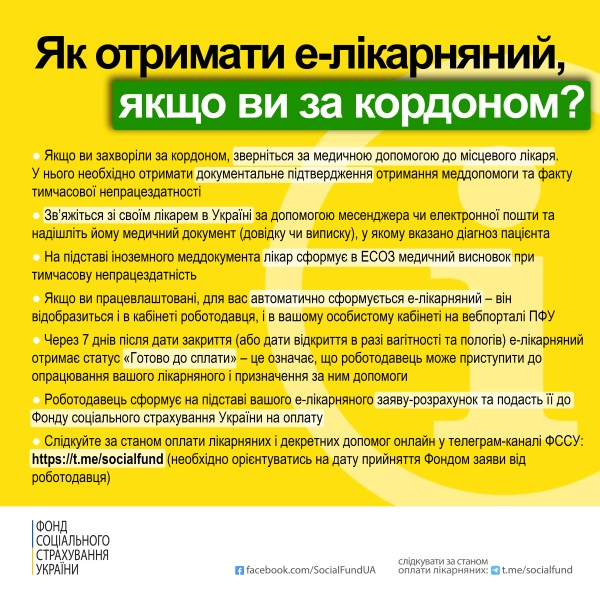 Як отримати е-лікарняний,
якщо ви за кордоном?
● Якщо ви захворіли за кордоном, зверніться за медичною допомогою до місцевого лікаря.
У нього необхідно отримати документальне підтвердження отримання меддопомоги та факту
тимчасової непрацездатності
● Зв’яжіться зі своїм лікарем в Україні за допомогою месенджера чи електронної пошти та
надішліть йому медичний документ (довідку чи виписку), у якому вказано діагноз пацієнта
● На підставі іноземного меддокумента лікар сформує в ЕСОЗ медичний висновок при
тимчасову непрацездатність
● Якщо ви працевлаштовані, для вас автоматично сформується е-лікарняний – він
відобразиться і в кабінеті роботодавця, і в вашому особистому кабінеті на вебпорталі ПФУ
● Через 7 днів після дати закриття (або дати відкриття в разі вагітності та пологів) е-лікарняний
отримає статус «Готово до сплати» – це означає, що роботодавець може приступити до
опрацювання вашого лікарняного і призначення за ним допомоги
● Роботодавець сформує на підставі вашого е-лікарняного заяву-розрахунок та подасть її до
Фонду соціального страхування України на оплату
● Слідкуйте за станом оплати лікарняних і декретних допомог онлайн у телеграм-каналі ФССУ:
https://t.me/socialfund (необхідно орієнтуватись на дату прийняття Фондом заяви від
роботодавця)
ФОНД
СОЦІАЛЬНОГО
СТРАХУВАННЯ
УКРАЇНИ
facebook.com/SocialFundUA
слідкувати за станом
оплати лікарняних: t.me/socialfund